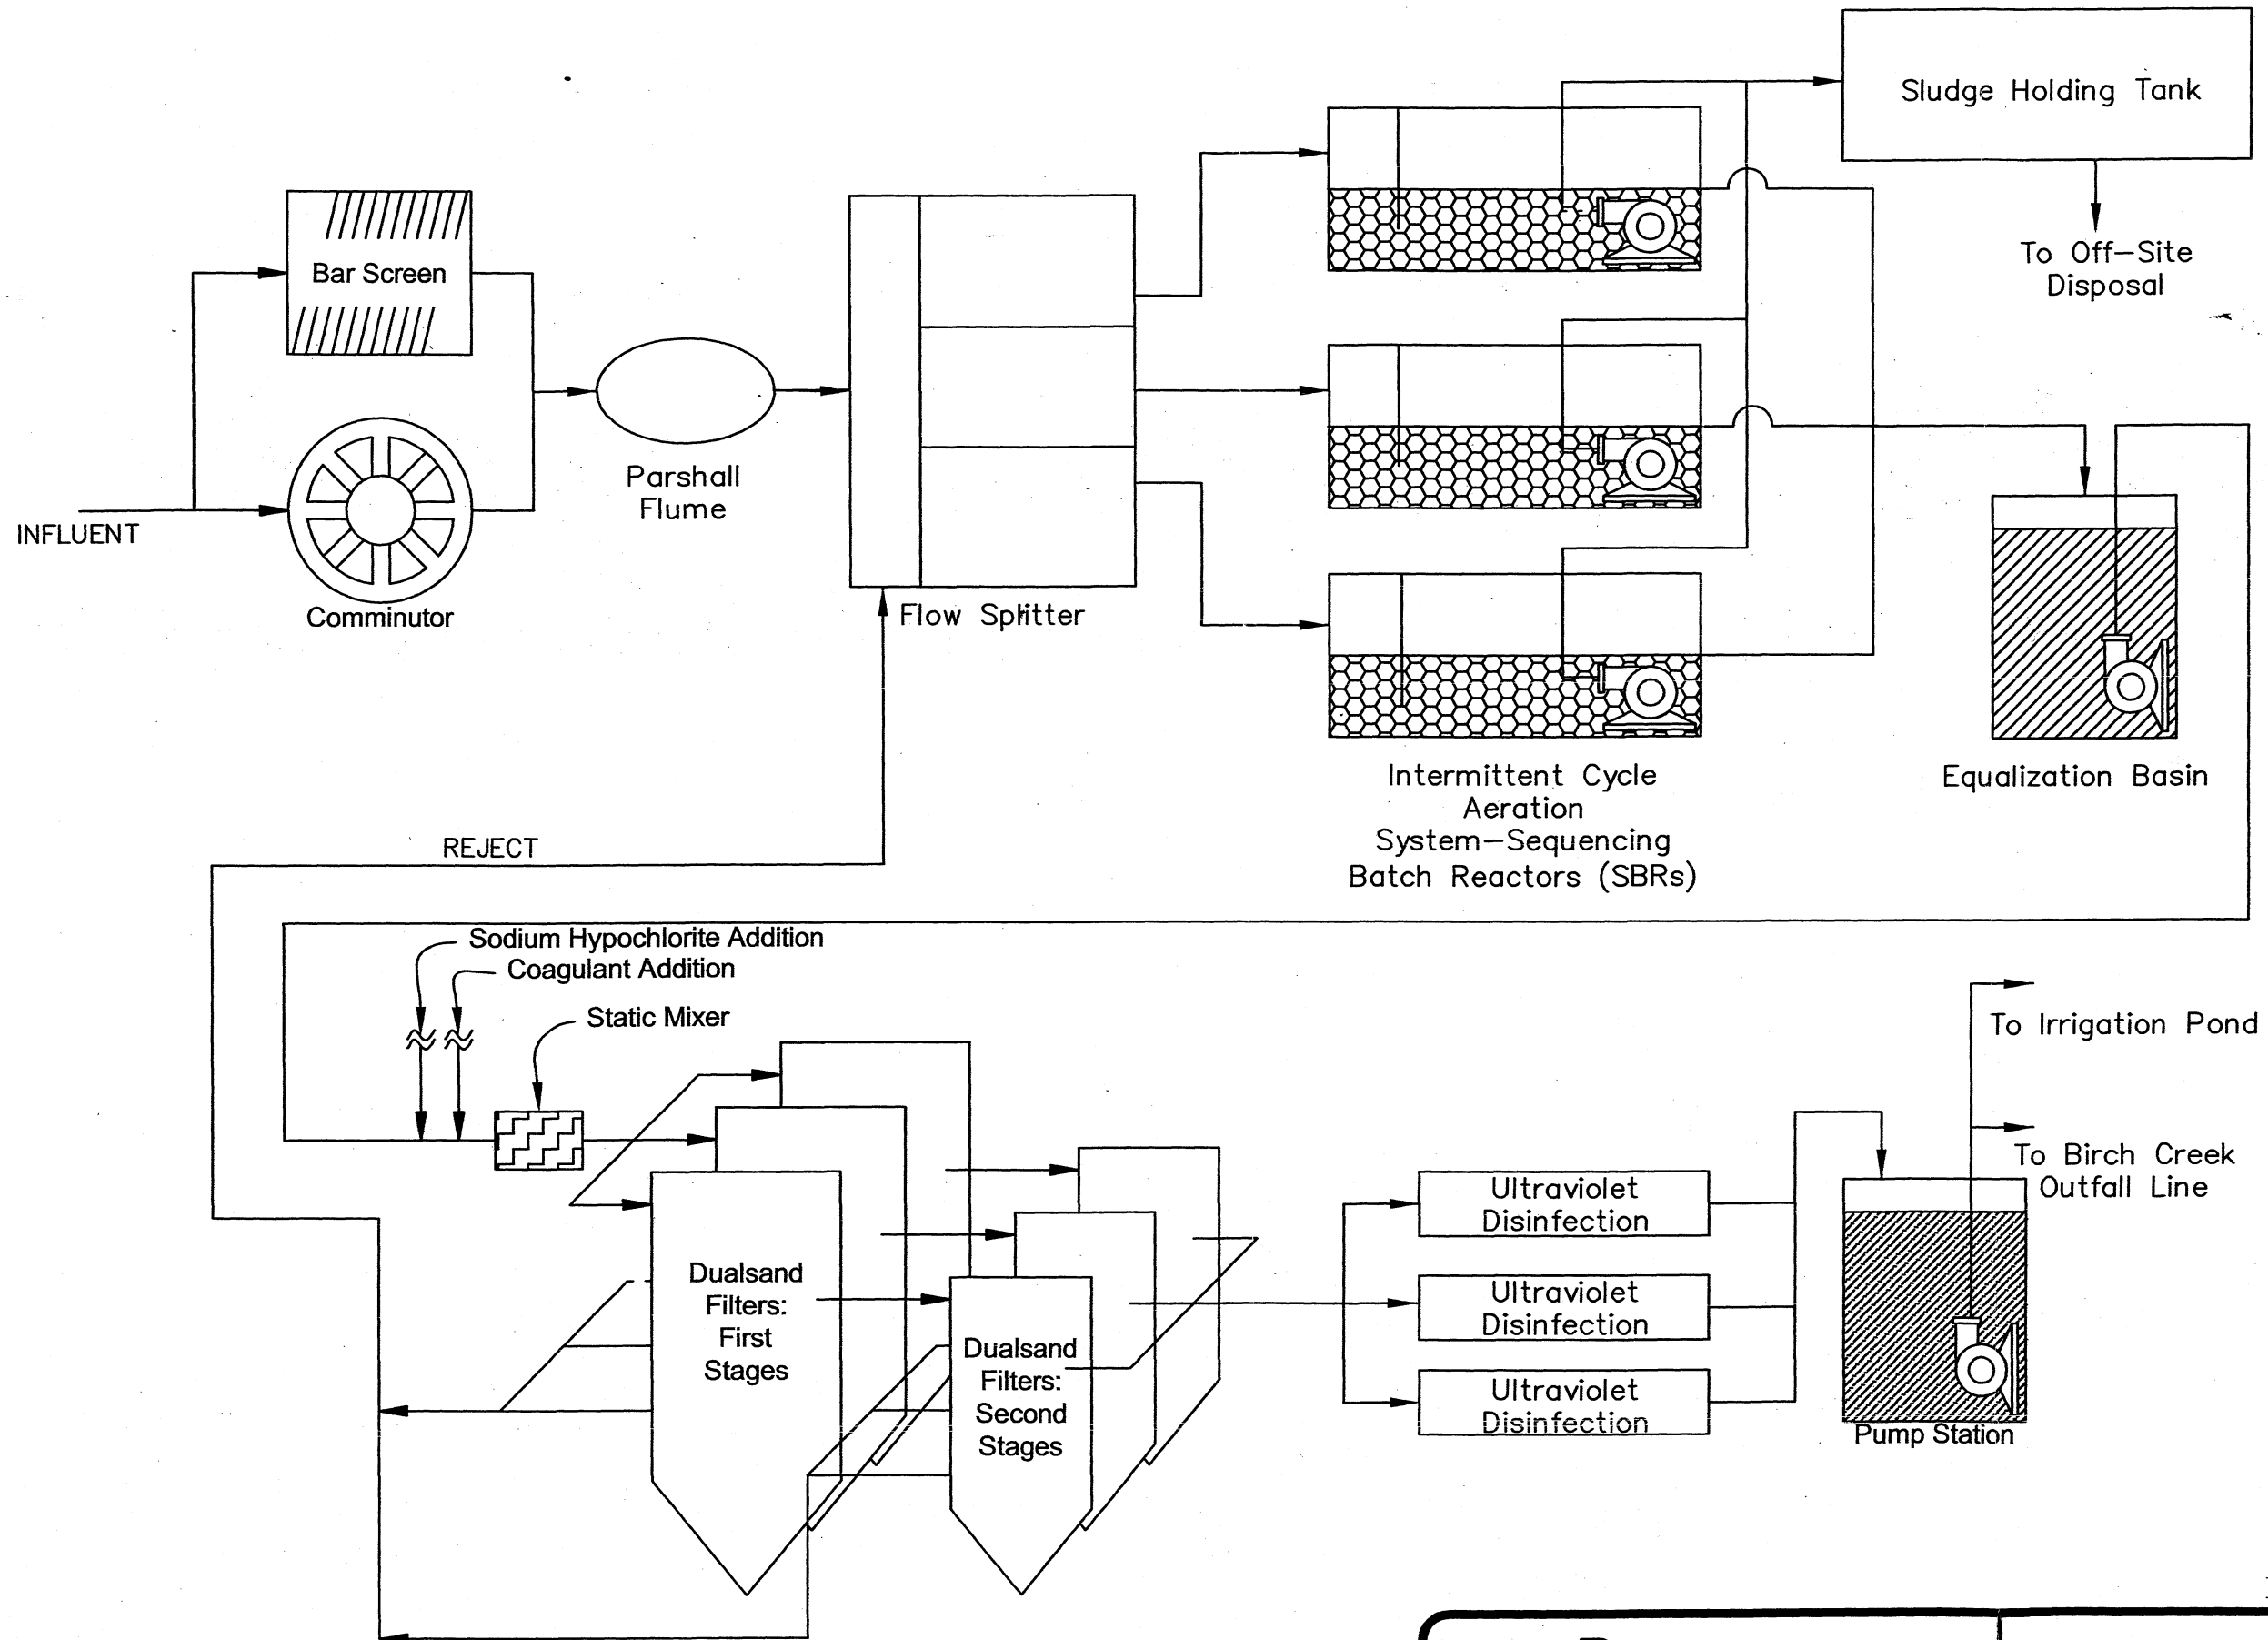 Sludge Holding Tank
To Off-Site
Disposal
Bar Screen
Parshall
Flume
INFLUENT
Comminutor
Flow Splitter
Intermittent Cycle
Aeration
System-Sequencing
Batch Reactors (SBRs)
Equalization Basin
REJECT
Sodium Hypochlorite Addition
Coagulant Addition
Static Mixer
To Irrigation Pond
To Birch Creek
Outfall Line
Ultraviolet
Disinfection
Ultraviolet
Disinfection
Ultraviolet
Disinfection
Dualsand
Filters:
First
Stages
Dualsand
Filters:
Second
Stages
Pump Station